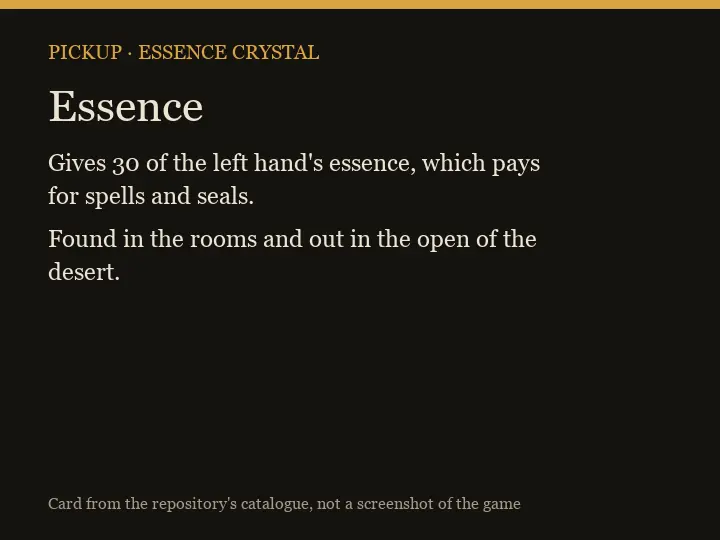 PICKUP · ESSENCE CRYSTAL
Essence
Gives 30 of the left hand's essence, which pays
for spells and seals.
Found in the rooms and out in the open of the
desert.
Card from the repository's catalogue, not a screenshot of the game